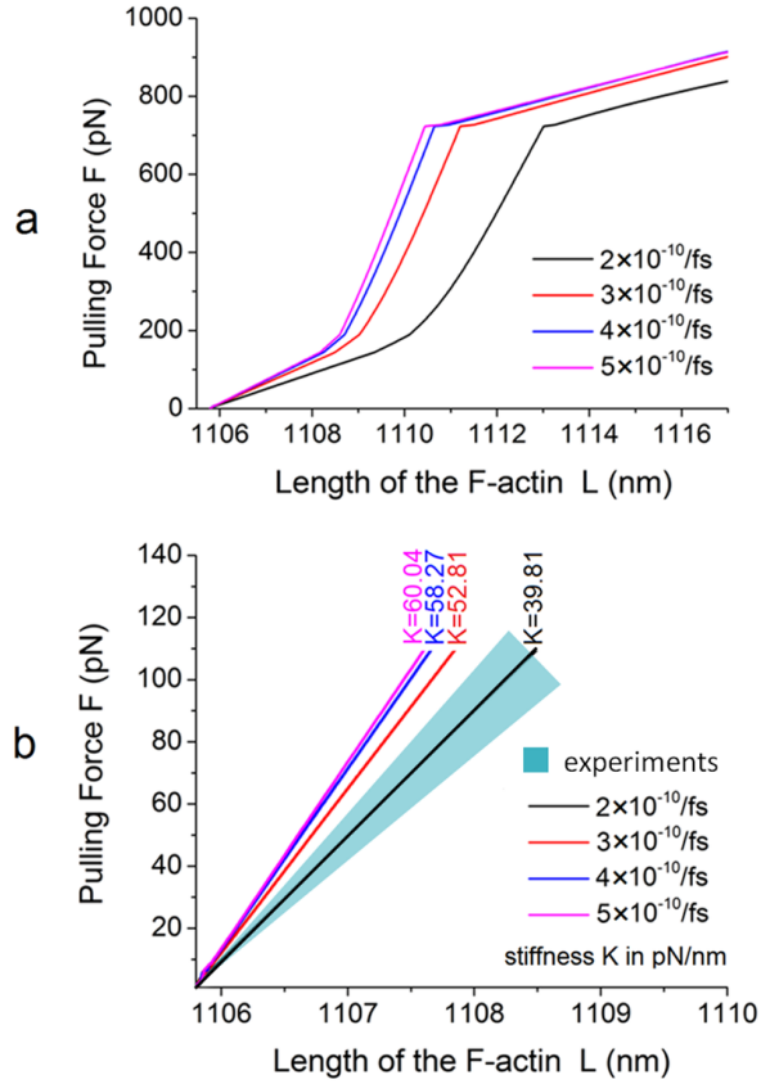 a
Pulling Force F (pN)
1000
800
600
400
200
0
2×10⁻¹⁰/fs
3×10⁻¹⁰/fs
4×10⁻¹⁰/fs
5×10⁻¹⁰/fs
1106 1108 1110 1112 1114 1116
Length of the F-actin L (nm)
b
Pulling Force F (pN)
140
120
100
80
60
40
20
K=60.04
K=58.27
K=52.81
K=39.81
experiments
2×10⁻¹⁰/fs
3×10⁻¹⁰/fs
4×10⁻¹⁰/fs
5×10⁻¹⁰/fs
stiffness K in pN/nm
1106 1107 1108 1109 1110
Length of the F-actin L (nm)